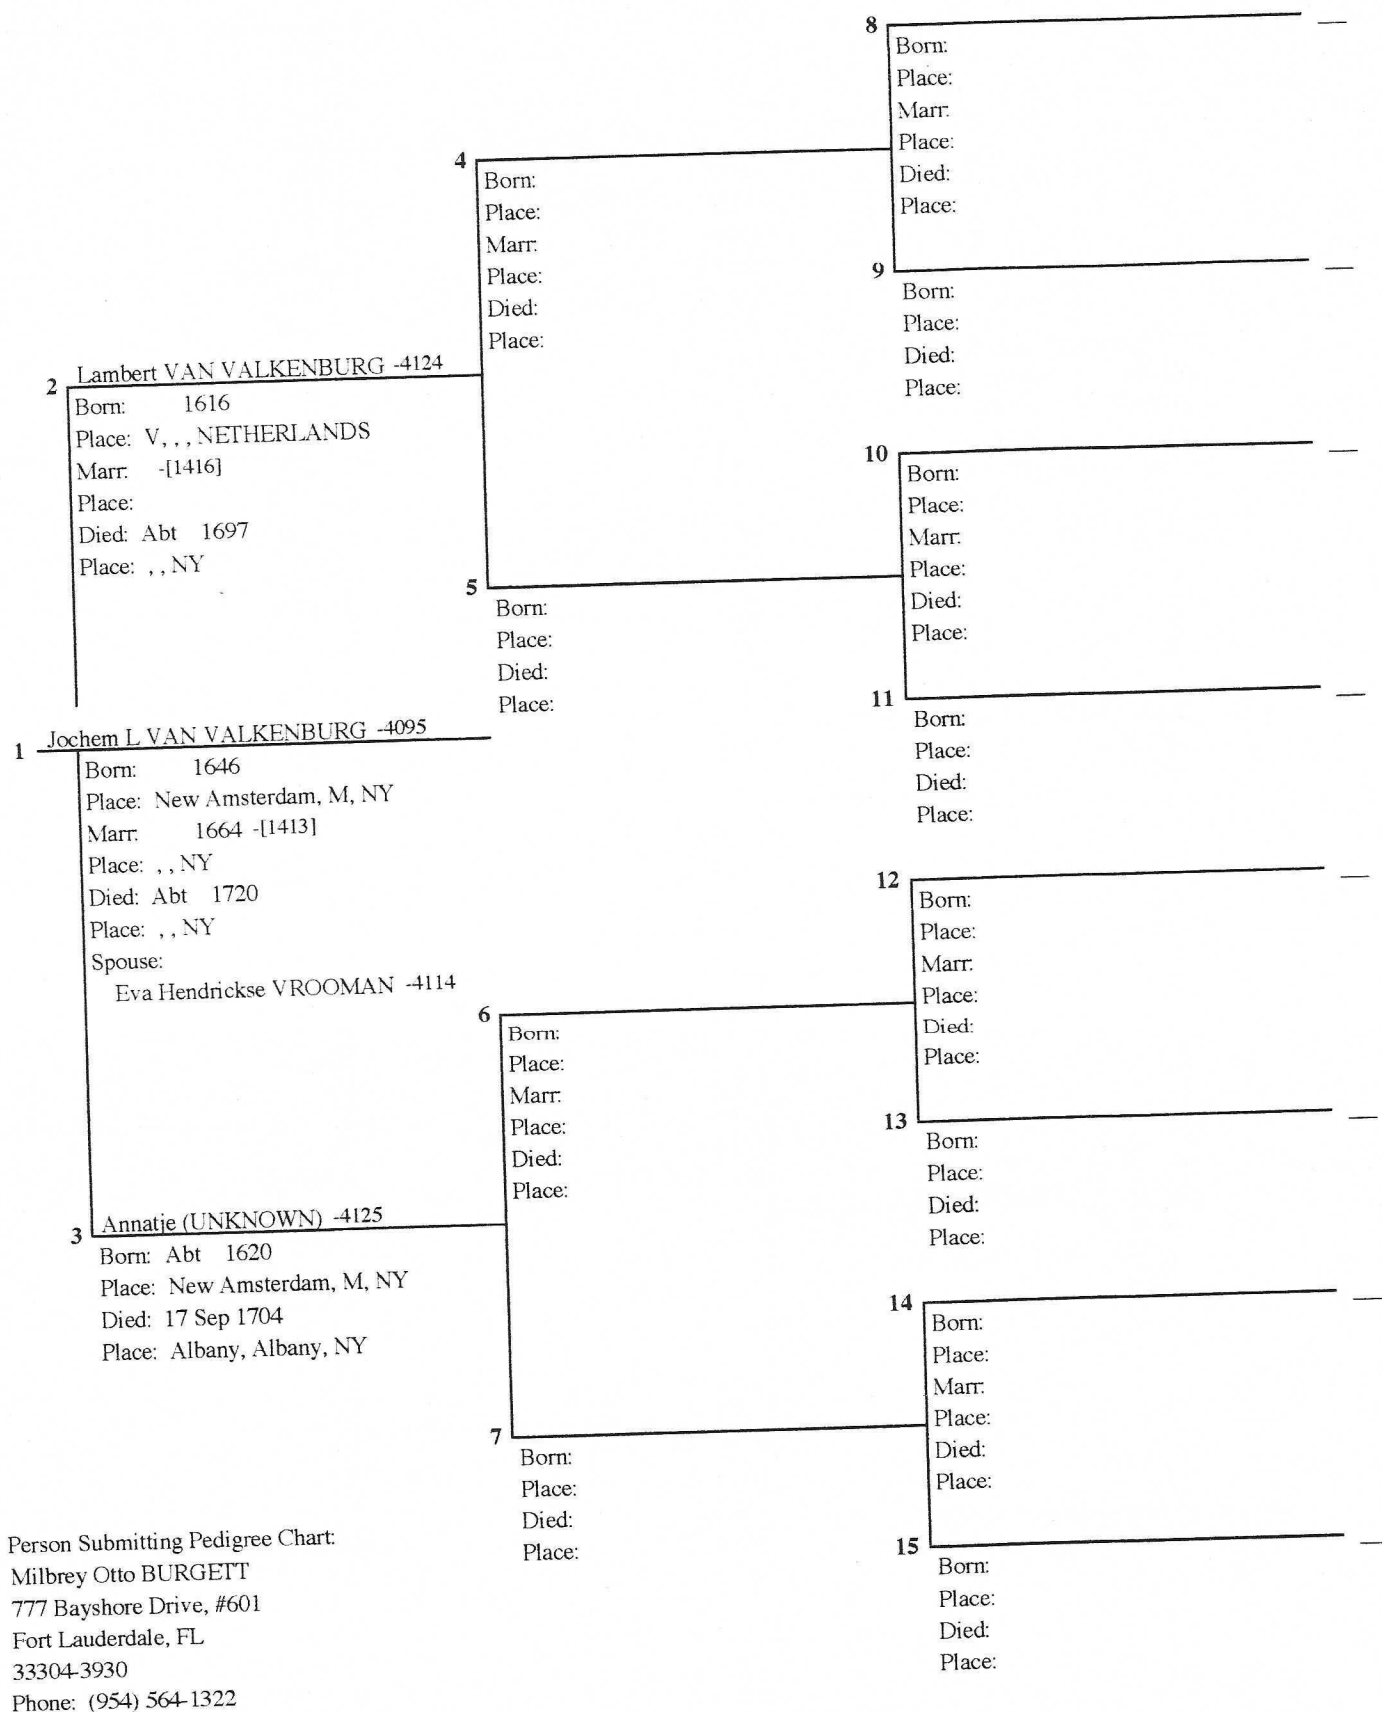 8
Born:
Place:
Marr:
Place:
Died:
Place:
4
Born:
Place:
Marr:
Place:
Died:
Place:
9
Born:
Place:
Died:
Place:
2 Lambert VAN VALKENBURG -4124
Born: 1616
Place: V, , , NETHERLANDS
Marr: -[1416]
Place:
Died: Abt 1697
Place: , , NY
10
Born:
Place:
Marr:
Place:
Died:
Place:
5
Born:
Place:
Died:
Place:
11
Born:
Place:
Died:
Place:
1 Jochem L VAN VALKENBURG -4095
Born: 1646
Place: New Amsterdam, M, NY
Marr: 1664 -[1413]
Place: , , NY
Died: Abt 1720
Place: , , NY
Spouse:
Eva Hendrickse VROOMAN -4114
12
Born:
Place:
Marr:
Place:
Died:
Place:
6
Born:
Place:
Marr:
Place:
Died:
Place:
13
Born:
Place:
Died:
Place:
3 Annatje (UNKNOWN) -4125
Born: Abt 1620
Place: New Amsterdam, M, NY
Died: 17 Sep 1704
Place: Albany, Albany, NY
14
Born:
Place:
Marr:
Place:
Died:
Place:
7
Born:
Place:
Died:
Place:
15
Born:
Place:
Died:
Place:
Person Submitting Pedigree Chart:
Milbrey Otto BURGETT
777 Bayshore Drive, #601
Fort Lauderdale, FL
33304-3930
Phone: (954) 564-1322